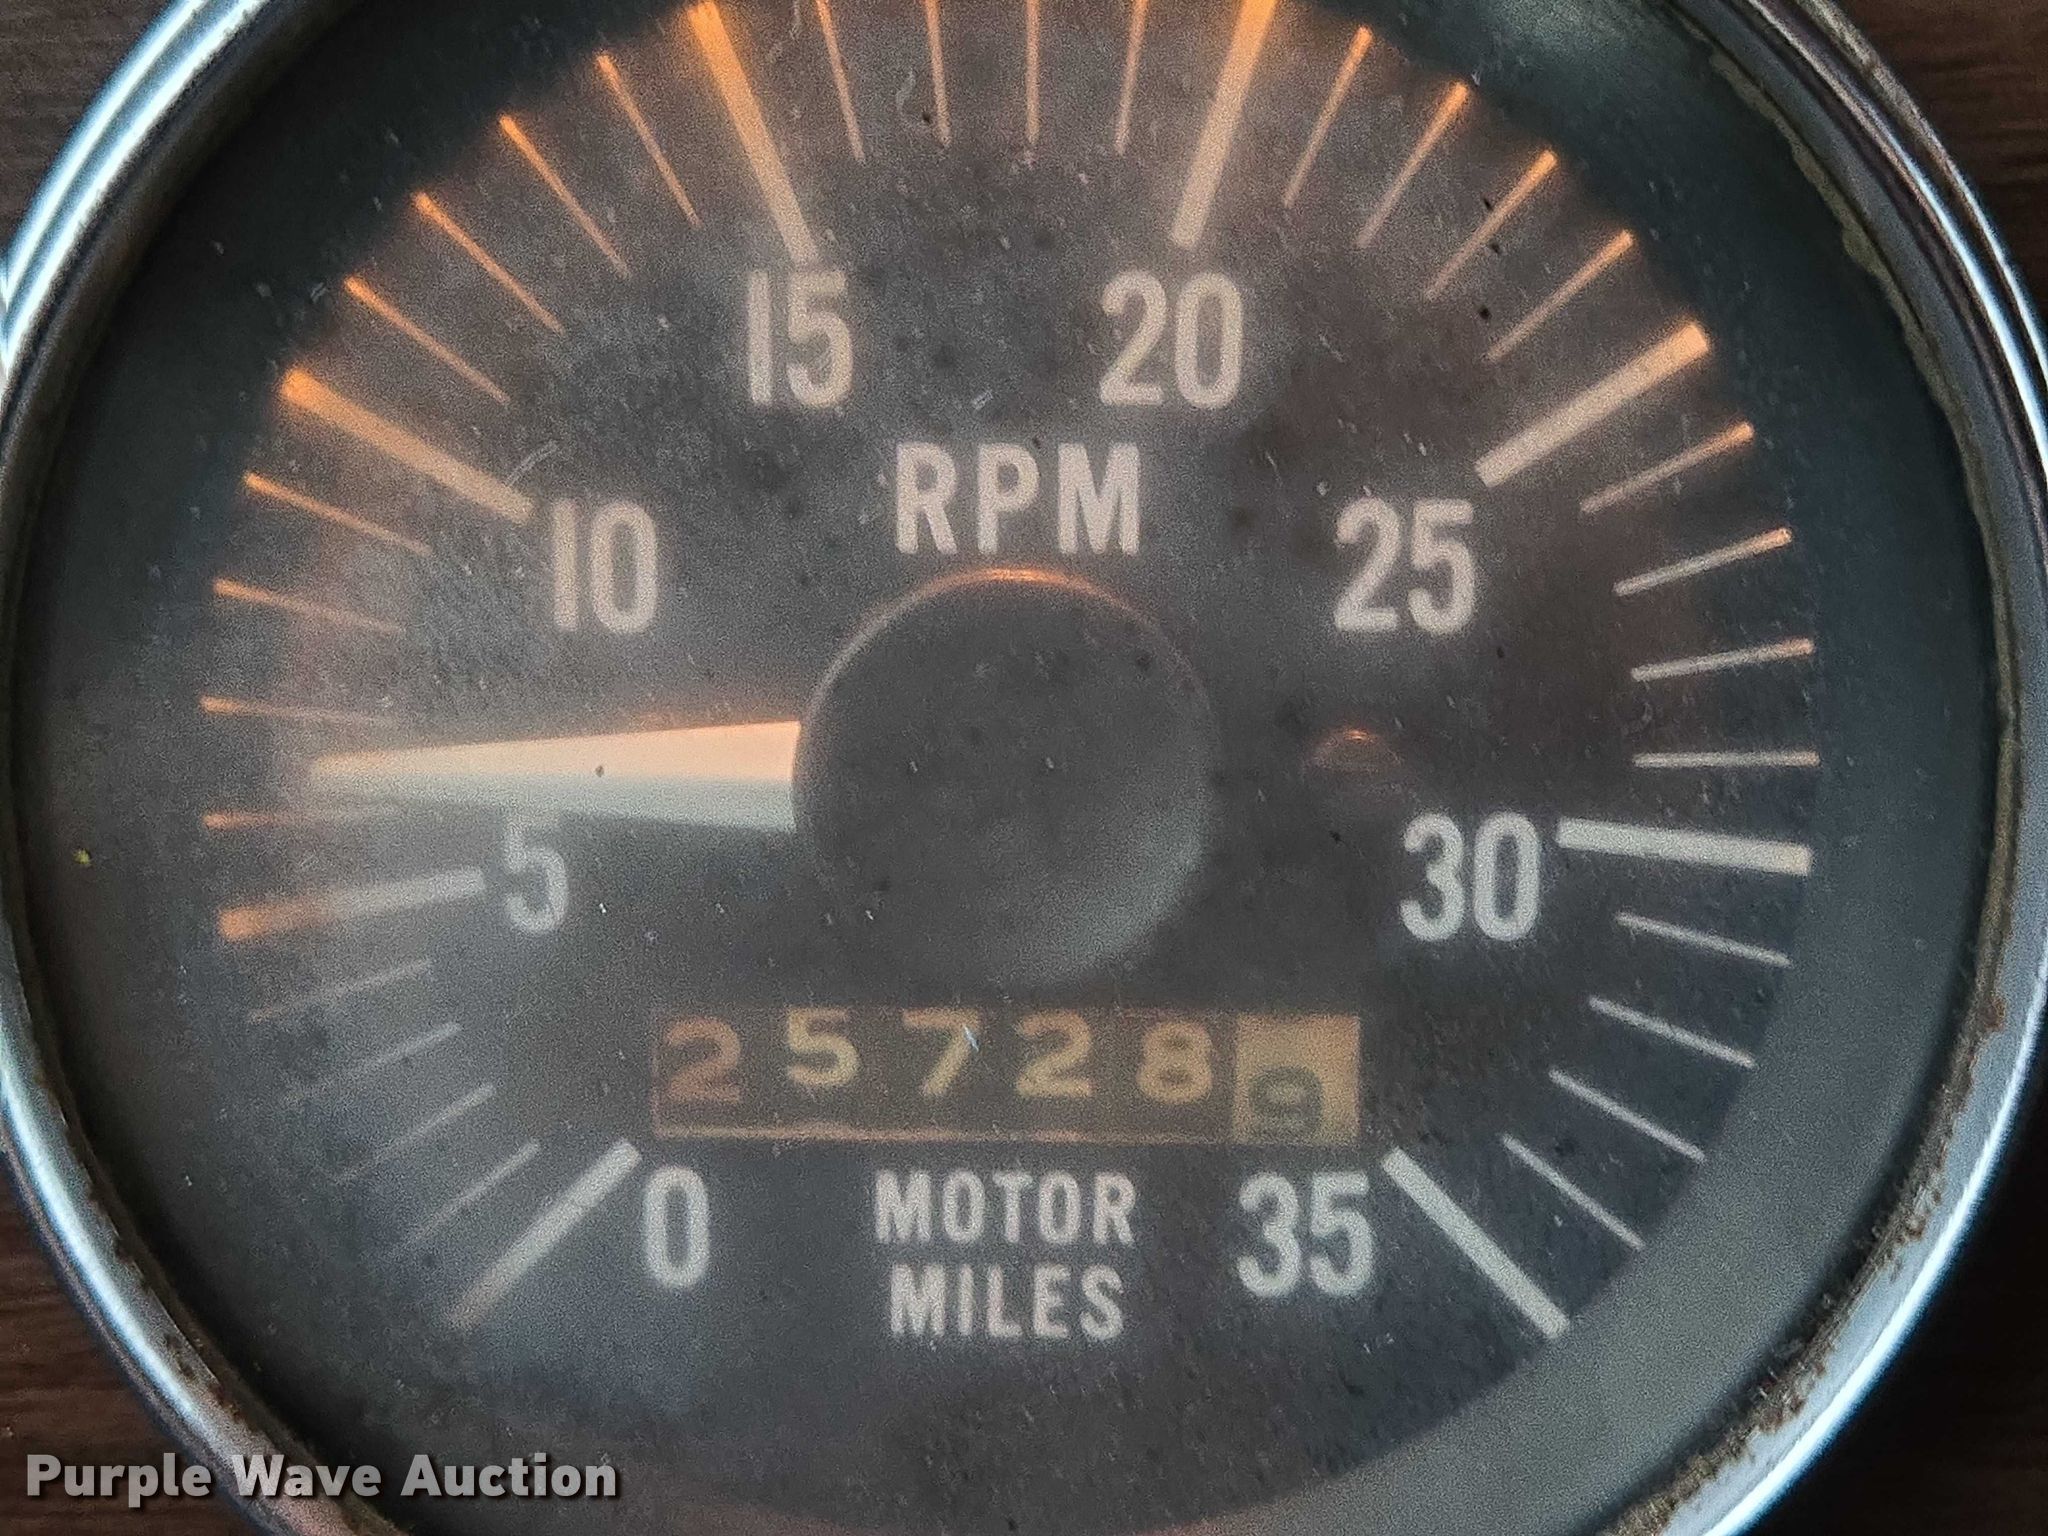 15 20
RPM
10 25
5 30
257289
0 MOTOR 35
MILES
Purple Wave Auction